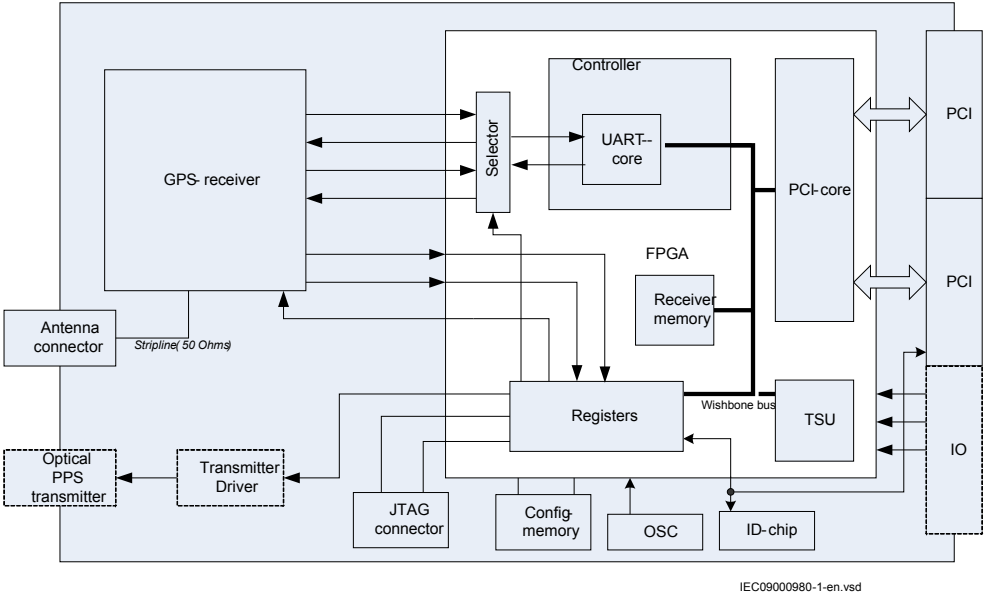 Controller
PCI
GPS- receiver
Selector
UART--
core
PCI-core
FPGA
Receiver
memory
PCI
Antenna
connector
Stripline( 50 Ohms)
Registers
Wishbone bus
TSU
IO
Optical
PPS
transmitter
Transmitter
Driver
JTAG
connector
Config-
memory
OSC
ID-chip
IEC09000980-1-en.vsd